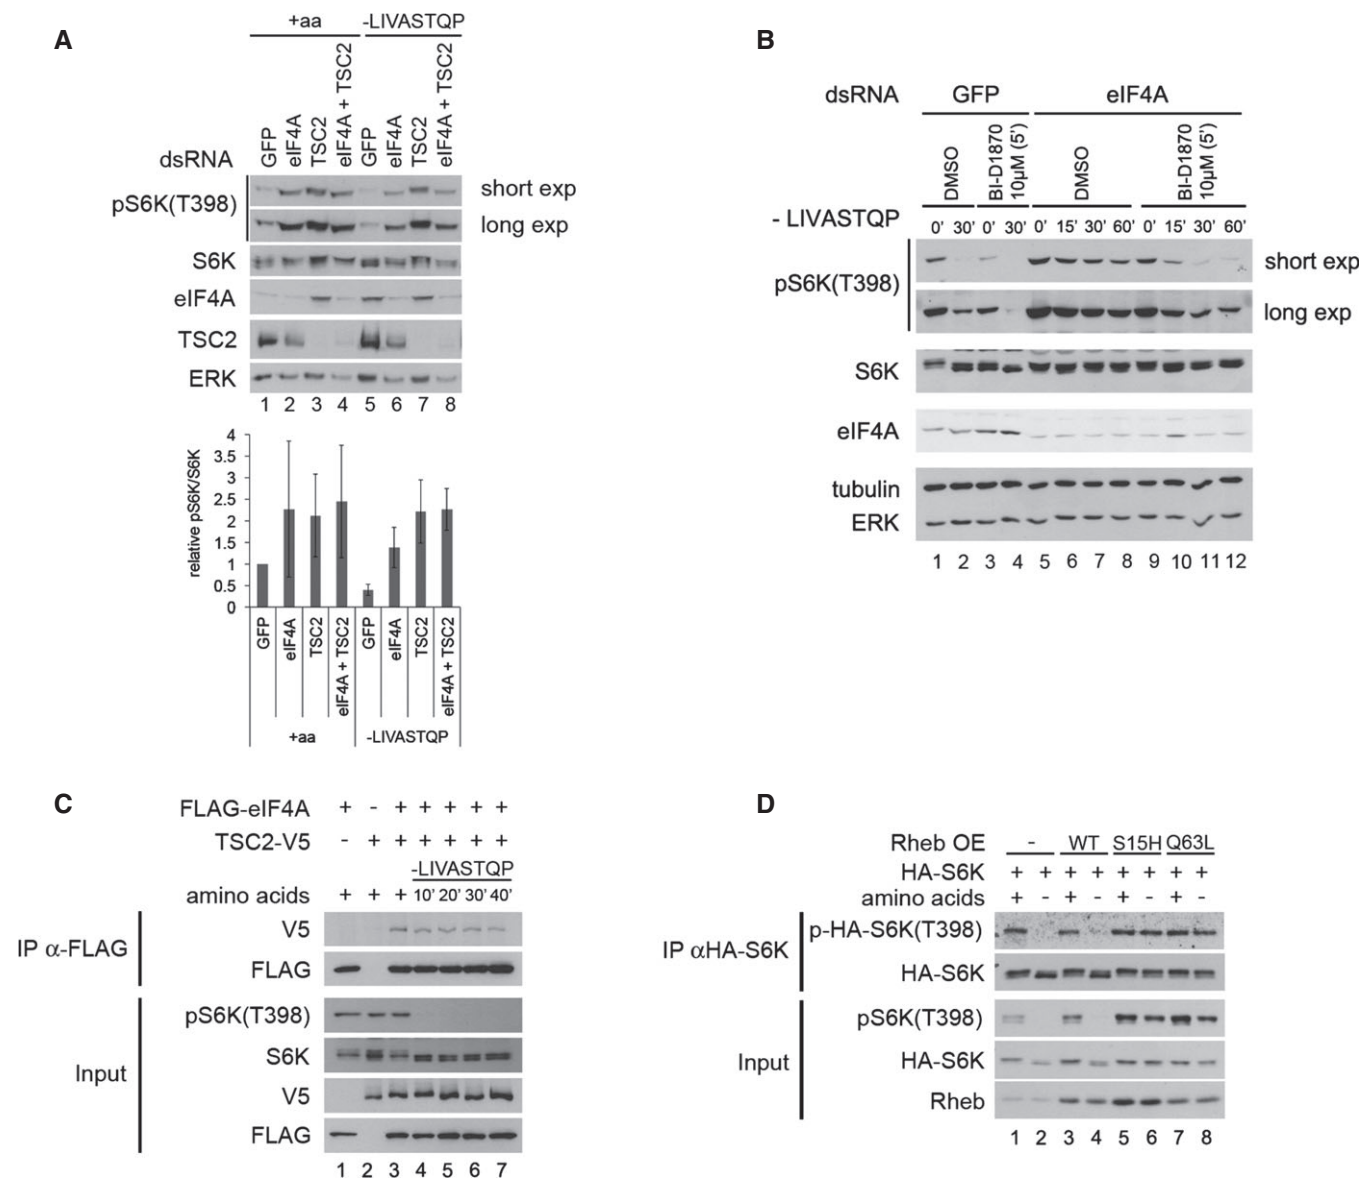 A
+aa
-LIVASTQP
dsRNA
GFP
eIF4A
TSC2
eIF4A + TSC2
GFP
eIF4A
TSC2
eIF4A + TSC2
pS6K(T398)
short exp
long exp
S6K
eIF4A
TSC2
ERK
1 2 3 4 5 6 7 8
relative pS6K/S6K
4
3.5
3
2.5
2
1.5
1
0.5
0
GFP
eIF4A
TSC2
eIF4A + TSC2
GFP
eIF4A
TSC2
eIF4A + TSC2
+aa
-LIVASTQP
B
dsRNA GFP eIF4A
DMSO
BI-D1870
10µM (5')
DMSO
BI-D1870
10µM (5')
- LIVASTQP 0' 30' 0' 30' 0' 15' 30' 60' 0' 15' 30' 60'
pS6K(T398)
short exp
long exp
S6K
eIF4A
tubulin
ERK
1 2 3 4 5 6 7 8 9 10 11 12
C
FLAG-eIF4A + - + + + + +
TSC2-V5 - + + + + + +
-LIVASTQP
amino acids + + + 10' 20' 30' 40'
IP α-FLAG
V5
FLAG
Input
pS6K(T398)
S6K
V5
FLAG
1 2 3 4 5 6 7
D
Rheb OE - WT S15H Q63L
HA-S6K + + + + + + + +
amino acids + - + - + - + -
IP αHA-S6K
p-HA-S6K(T398)
HA-S6K
Input
pS6K(T398)
HA-S6K
Rheb
1 2 3 4 5 6 7 8